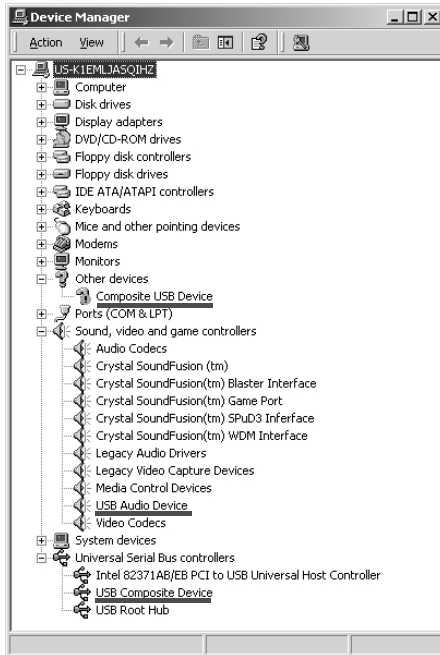 Device Manager
Action View
US-K1EMLJASQIHZ
Computer
Disk drives
Display adapters
DVD/CD-ROM drives
Floppy disk controllers
Floppy disk drives
IDE ATA/ATAPI controllers
Keyboards
Mice and other pointing devices
Modems
Monitors
Other devices
Composite USB Device
Ports (COM & LPT)
Sound, video and game controllers
Audio Codecs
Crystal SoundFusion (tm)
Crystal SoundFusion(tm) Blaster Interface
Crystal SoundFusion(tm) Game Port
Crystal SoundFusion(tm) SPuD3 Inferface
Crystal SoundFusion(tm) WDM Interface
Legacy Audio Drivers
Legacy Video Capture Devices
Media Control Devices
USB Audio Device
Video Codecs
System devices
Universal Serial Bus controllers
Intel 82371AB/EB PCI to USB Universal Host Controller
USB Composite Device
USB Root Hub